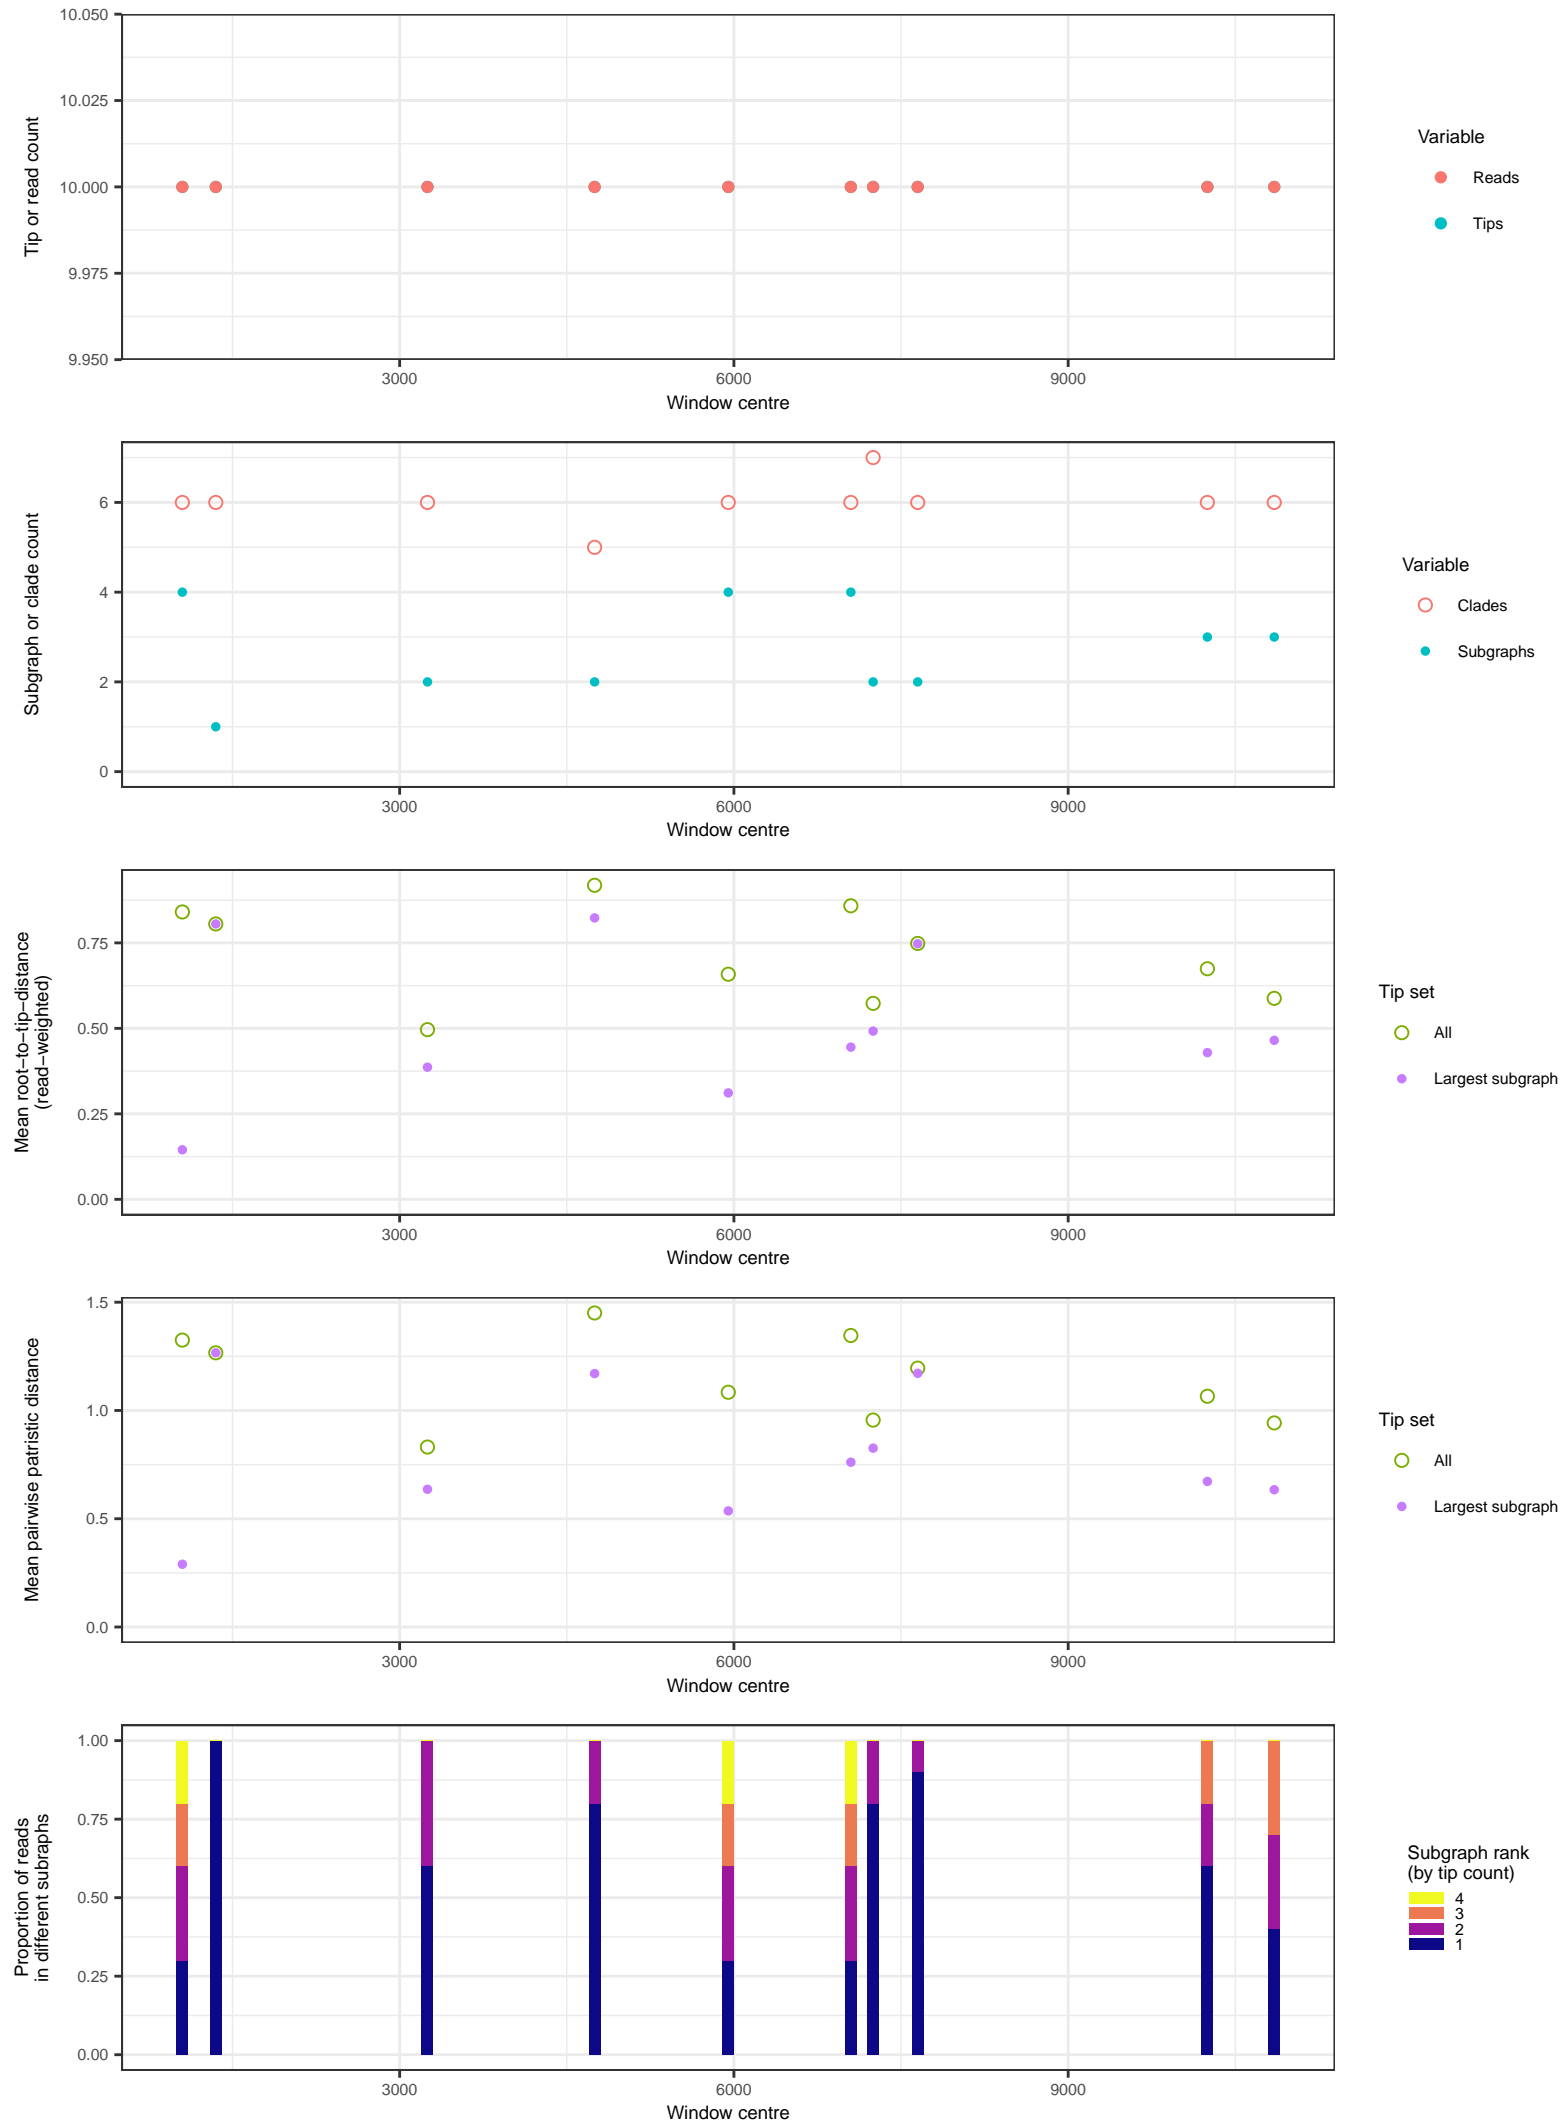 10.050
10.025
10.000
9.975
9.950
Tip or read count
3000 6000 9000
Window centre
Variable
Reads
Tips
6
4
2
0
Subgraph or clade count
3000 6000 9000
Window centre
Variable
Clades
Subgraphs
0.75
0.50
0.25
0.00
Mean root−to−tip−distance
(read−weighted)
3000 6000 9000
Window centre
Tip set
All
Largest subgraph
1.5
1.0
0.5
0.0
Mean pairwise patristic distance
3000 6000 9000
Window centre
Tip set
All
Largest subgraph
1.00
0.75
0.50
0.25
0.00
Proportion of reads
in different subraphs
3000 6000 9000
Window centre
Subgraph rank
(by tip count)
4
3
2
1